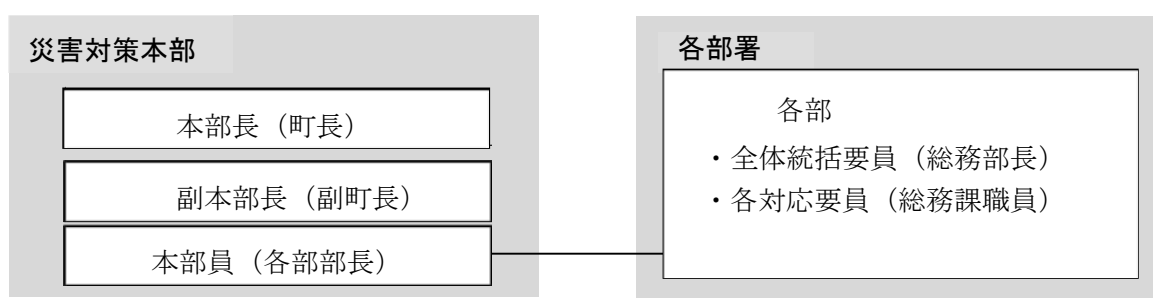 災害対策本部
本部長（町長）
副本部長（副町長）
本部員（各部部長）
各部署
各部
・全体統括要員（総務部長）
・各対応要員（総務課職員）